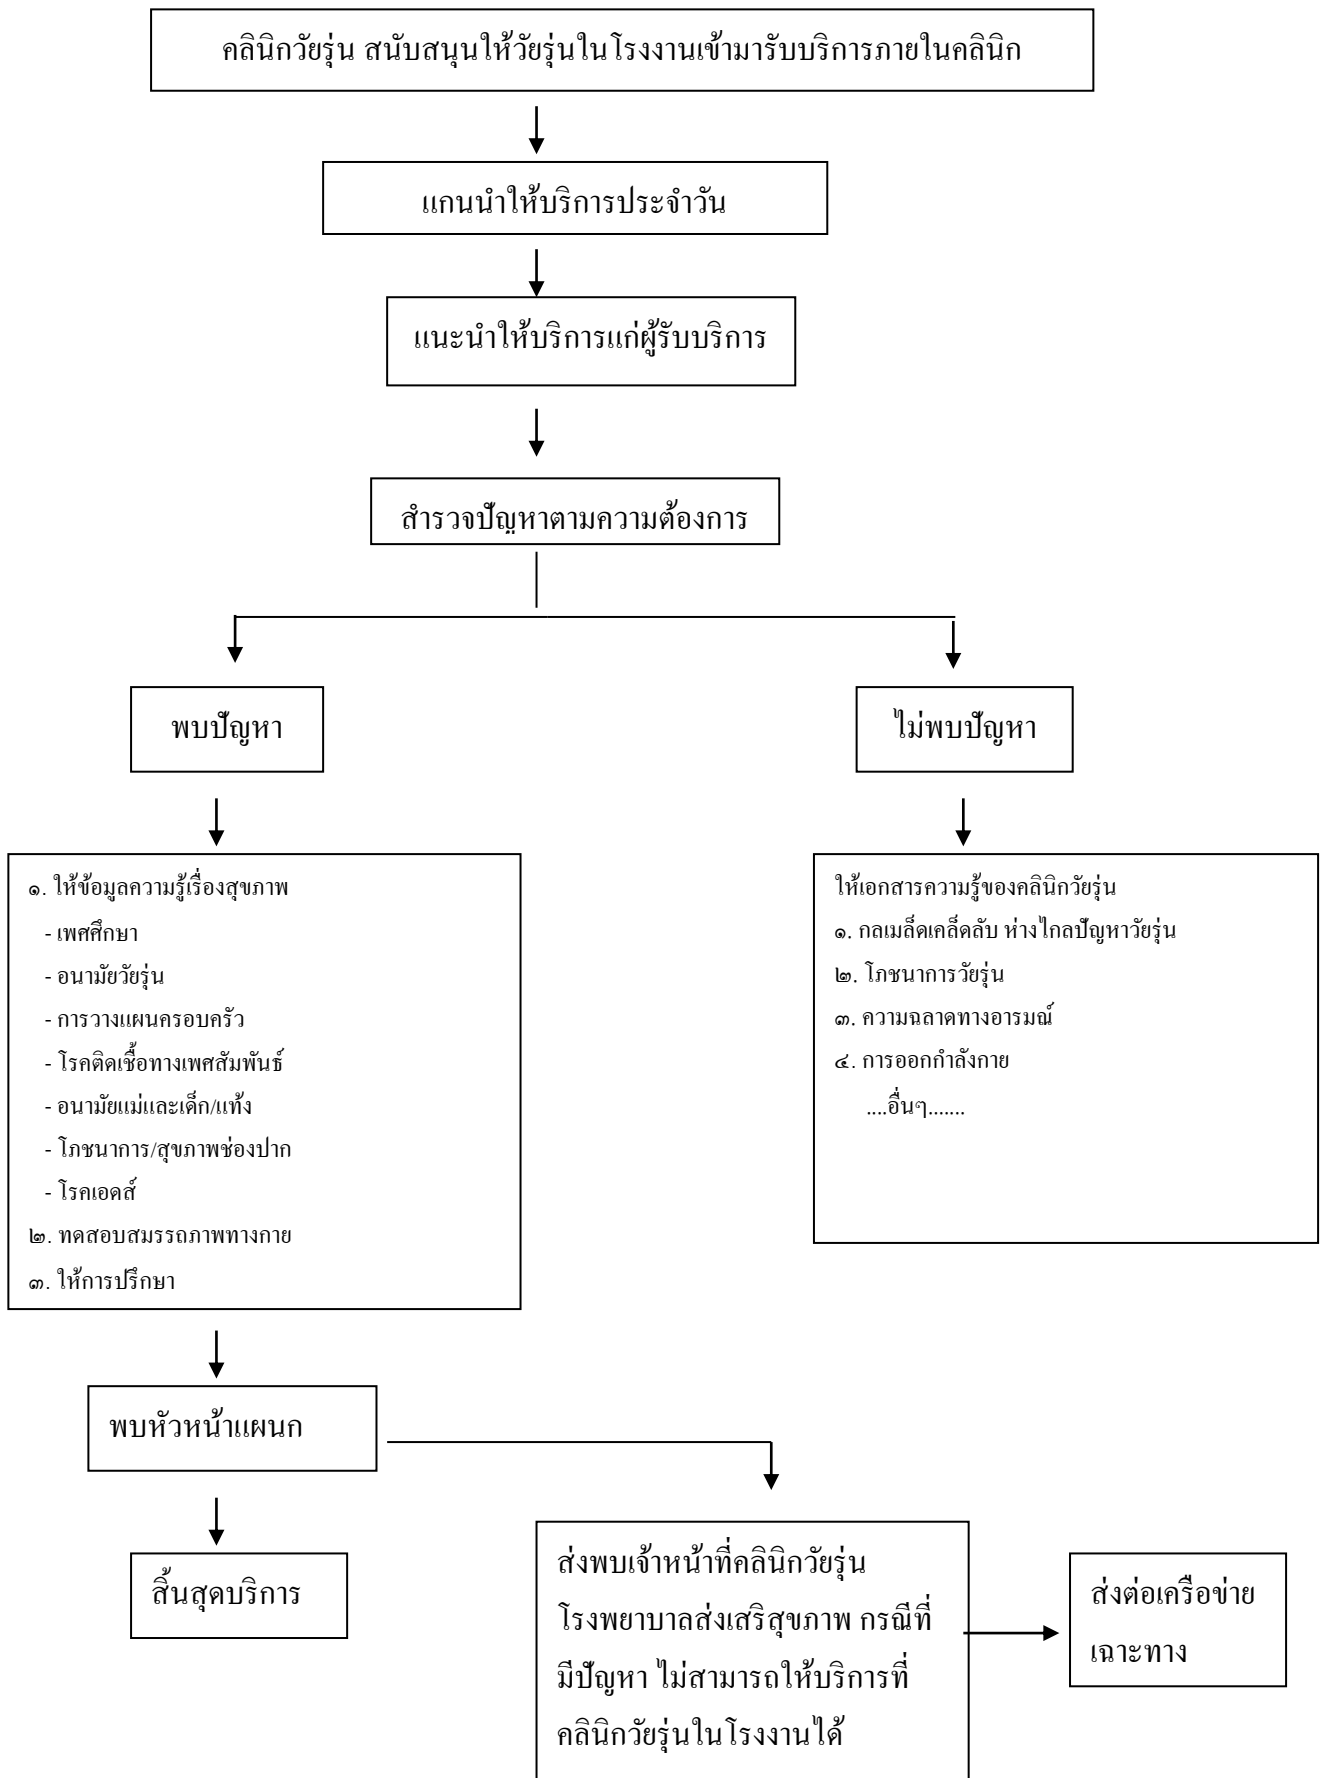 คลินิกวัยรุ่น สนับสนุนให้วัยรุ่นในโรงงานเข้ามารับบริการภายในคลินิก
แกนนำให้บริการประจำวัน
แนะนำให้บริการแก่ผู้รับบริการ
สำรวจปัญหาตามความต้องการ
พบปัญหา
ไม่พบปัญหา
๑. ให้ข้อมูลความรู้เรื่องสุขภาพ
- เพศศึกษา
- อนามัยวัยรุ่น
- การวางแผนครอบครัว
- โรคติดเชื้อทางเพศสัมพันธ์
- อนามัยแม่และเด็ก/แท้ง
- โภชนาการ/สุขภาพช่องปาก
- โรคเอดส์
๒. ทดสอบสมรรถภาพทางกาย
๓. ให้การปรึกษา
ให้เอกสารความรู้ของคลินิกวัยรุ่น
๑. กลเมล็ดเคล็ดลับ ห่างไกลปัญหาวัยรุ่น
๒. โภชนาการวัยรุ่น
๓. ความฉลาดทางอารมณ์
๔. การออกกำลังกาย
....อื่นๆ.......
พบหัวหน้าแผนก
สิ้นสุดบริการ
ส่งพบเจ้าหน้าที่คลินิกวัยรุ่น
โรงพยาบาลส่งเสริสุขภาพ กรณีที่
มีปัญหา ไม่สามารถให้บริการที่
คลินิกวัยรุ่นในโรงงานได้
ส่งต่อเครือข่าย
เฉาะทาง